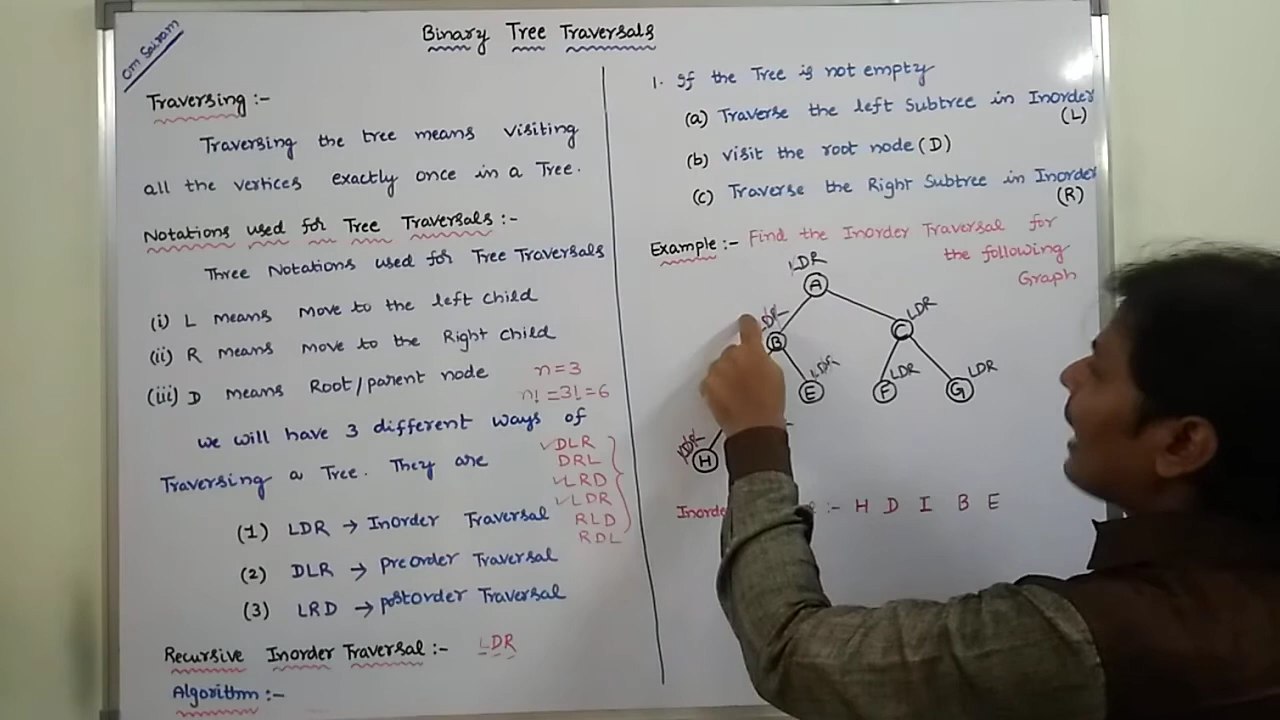 Om Sairam
Binary Tree Traversals
Traversing :-
Traversing the tree means visiting
all the vertices exactly once in a Tree.
Notations used for Tree Traversals :-
Three Notations used for Tree Traversals
(i) L means move to the left child
(ii) R means move to the Right child
(iii) D means Root/parent node
n=3
n! =3! =6
we will have 3 different ways of
Traversing a Tree. They are
✓DLR
DRL
✓LRD
✓LDR
RLD
RDL
(1) LDR → Inorder Traversal
(2) DLR → preorder Traversal
(3) LRD → postorder Traversal
Recursive Inorder Traversal :- LDR
Algorithm :-
1. If the Tree is not empty
(a) Traverse the left Subtree in Inorder
(L)
(b) visit the root node (D)
(c) Traverse the Right Subtree in Inorder
(R)
Example :- Find the Inorder Traversal for
the following
Graph
LDR
A
LDR
B
LDR
C
LDR
E
LDR
F
LDR
G
LDR
H
:- H D I B E